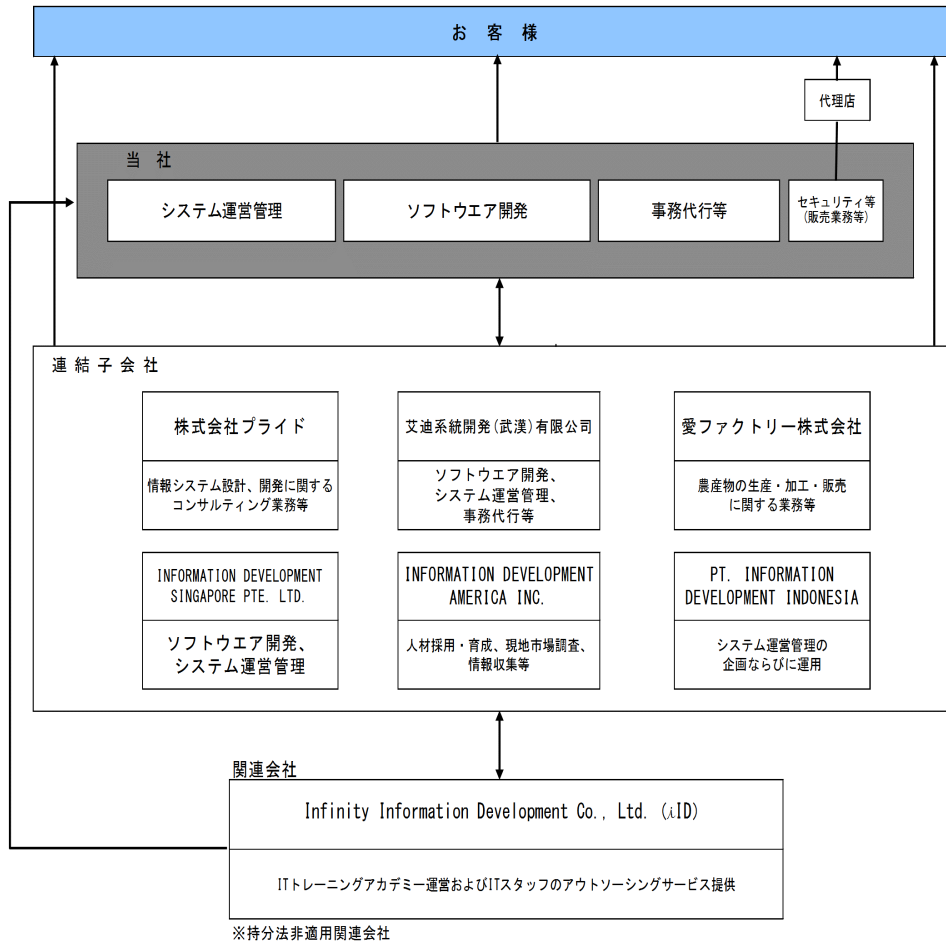 お 客 様
代理店
当 社
システム運営管理
ソフトウエア開発
事務代行等
セキュリティ等
(販売業務等)
連 結 子 会 社
株式会社プライド
情報システム設計、開発に関する
コンサルティング業務等
艾迪系統開発(武漢)有限公司
ソフトウエア開発、
システム運営管理、
事務代行等
愛ファクトリー株式会社
農産物の生産・加工・販売
に関する業務等
INFORMATION DEVELOPMENT
SINGAPORE PTE. LTD.
ソフトウエア開発、
システム運営管理
INFORMATION DEVELOPMENT
AMERICA INC.
人材採用・育成、現地市場調査、
情報収集等
PT. INFORMATION
DEVELOPMENT INDONESIA
システム運営管理の
企画ならびに運用
関連会社
Infinity Information Development Co., Ltd. (iID)
ITトレーニングアカデミー運営およびITスタッフのアウトソーシングサービス提供
※持分法非適用関連会社